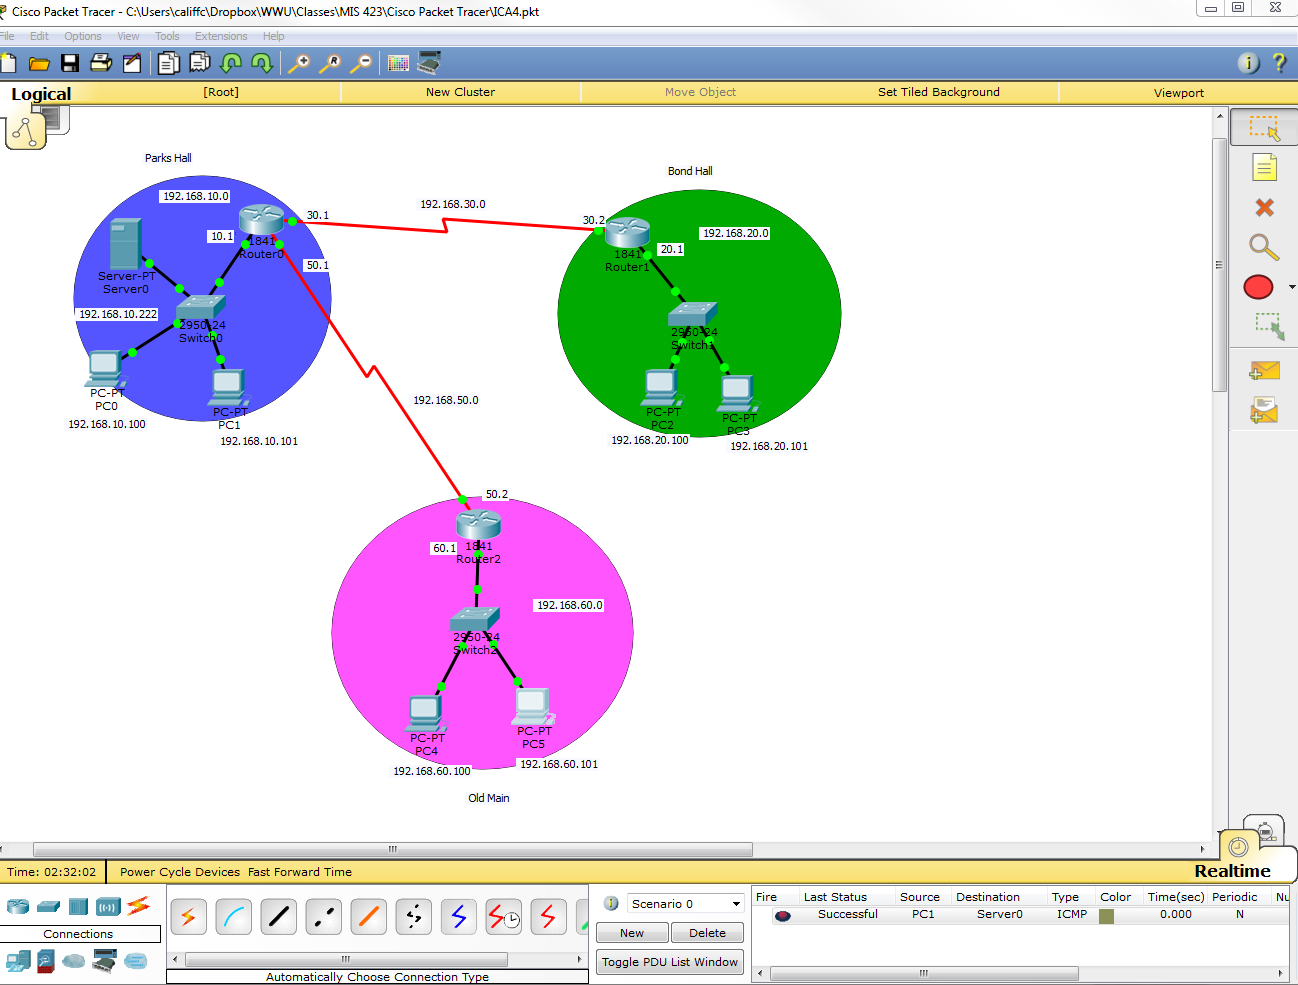 Cisco Packet Tracer - C:\Users\califfc\Dropbox\WWU\Classes\MIS 423\Cisco Packet Tracer\ICA4.pkt
File Edit Options View Tools Extensions Help
Logical [Root] New Cluster Move Object Set Tiled Background Viewport
Parks Hall
Bond Hall
192.168.10.0
192.168.30.0
30.1
30.2
10.1
1841
Router0
50.1
192.168.20.0
20.1
1841
Router1
Server-PT
Server0
192.168.10.222
2950-24
Switch0
2950-24
Switch1
PC-PT
PC0
192.168.10.100
PC-PT
PC1
192.168.10.101
192.168.50.0
PC-PT
PC2
192.168.20.100
PC-PT
PC3
192.168.20.101
50.2
60.1
1841
Router2
192.168.60.0
2950-24
Switch2
PC-PT
PC4
192.168.60.100
PC-PT
PC5
192.168.60.101
Old Main
Time: 02:32:02 Power Cycle Devices Fast Forward Time
Realtime
Connections
Automatically Choose Connection Type
Scenario 0
New Delete
Toggle PDU List Window
Fire Last Status Source Destination Type Color Time(sec) Periodic Nu
Successful PC1 Server0 ICMP 0.000 N